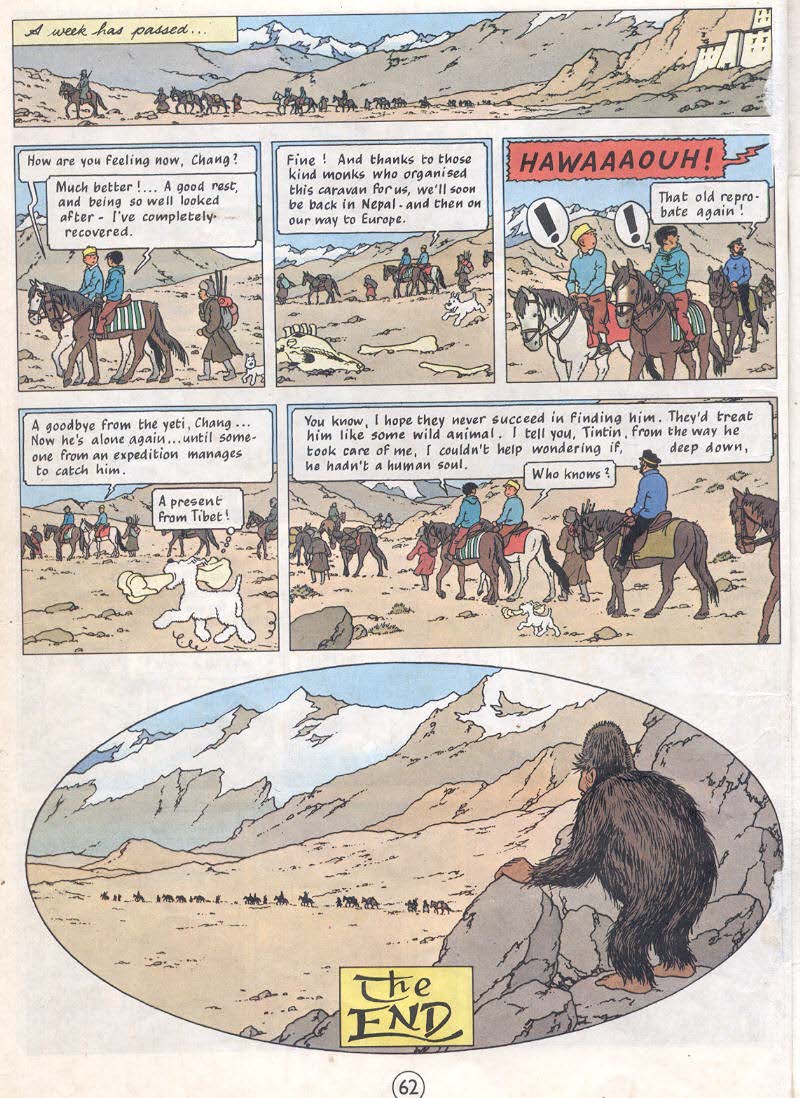 A week has passed...
How are you feeling now, Chang?
Much better!... A good rest,
and being so well looked
after - I've completely
recovered.
Fine! And thanks to those
kind monks who organised
this caravan for us, we'll soon
be back in Nepal - and then on
our way to Europe.
HAWAAAOUH!
!
!
That old repro-
bate again!
A goodbye from the yeti, Chang...
Now he's alone again...until some-
one from an expedition manages
to catch him.
A present
from Tibet!
You know, I hope they never succeed in finding him. They'd treat
him like some wild animal. I tell you, Tintin, from the way he
took care of me, I couldn't help wondering if, deep down,
he hadn't a human soul.
Who knows?
The
END
62